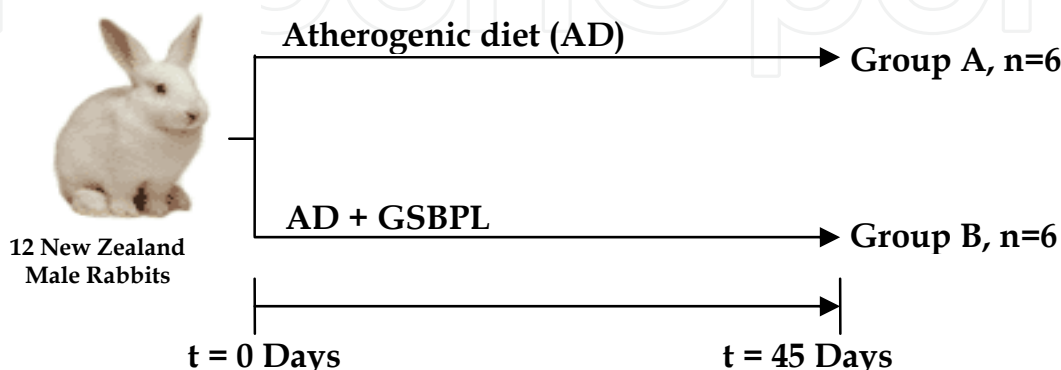 Atherogenic diet (AD)
Group A, n=6
AD + GSBPL
Group B, n=6
12 New Zealand
Male Rabbits
t = 0 Days
t = 45 Days